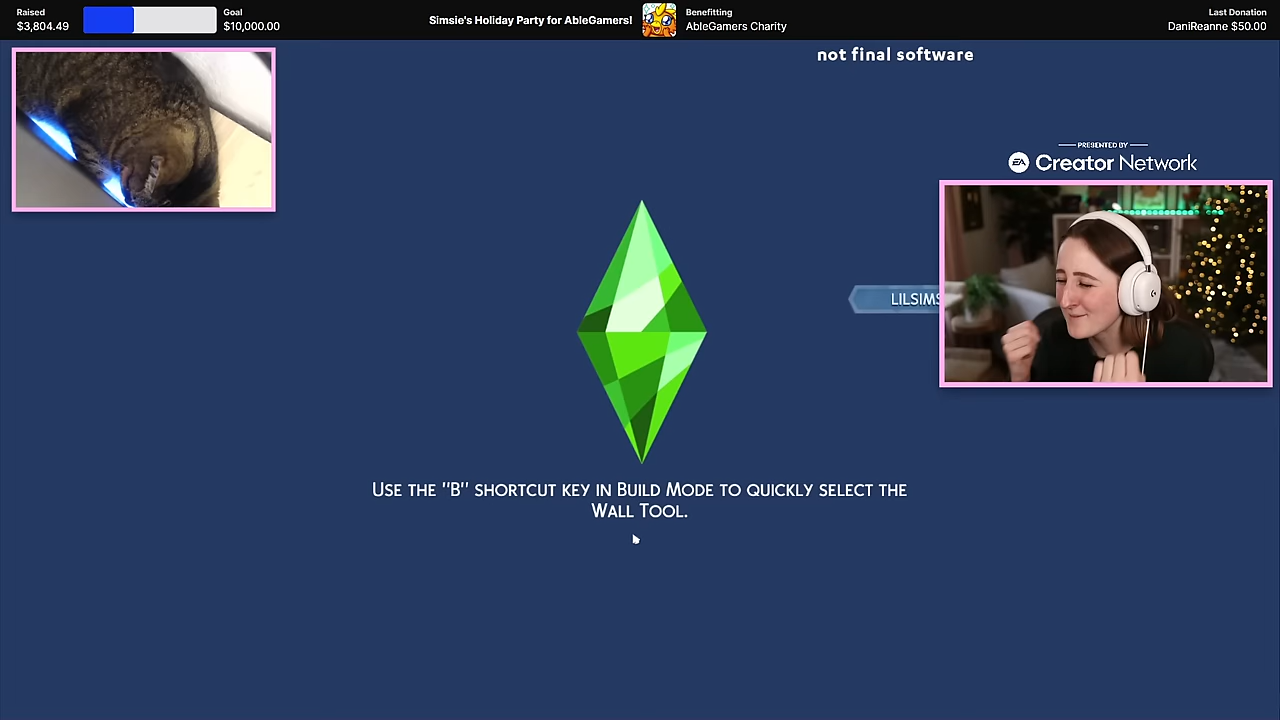 Raised
$3,804.49
Goal
$10,000.00
Simsie's Holiday Party for AbleGamers!
Benefitting
AbleGamers Charity
Last Donation
DaniReanne $50.00
not final software
PRESENTED BY
EA Creator Network
LILSIMS
Use the "B" shortcut key in Build Mode to quickly select the
Wall Tool.